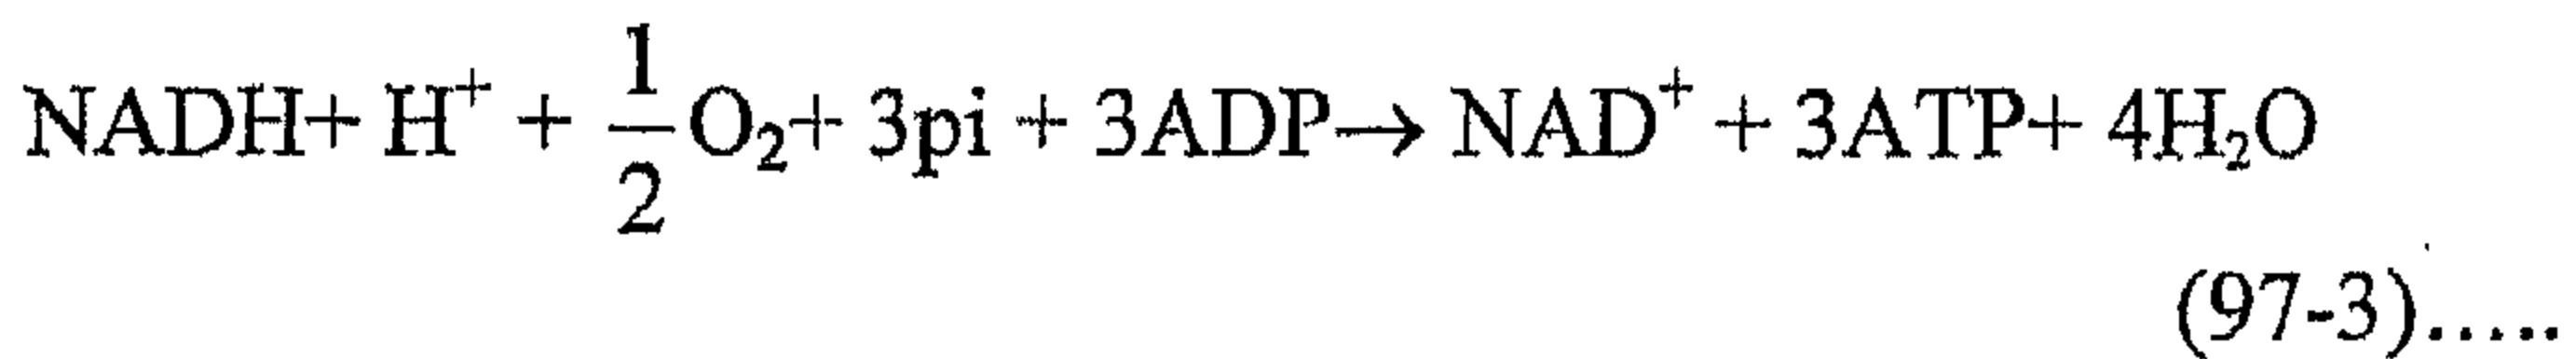 NADH+ H⁺ + 1/2 O₂+ 3pi + 3ADP→ NAD⁺ + 3ATP+ 4H₂O
(97-3).....